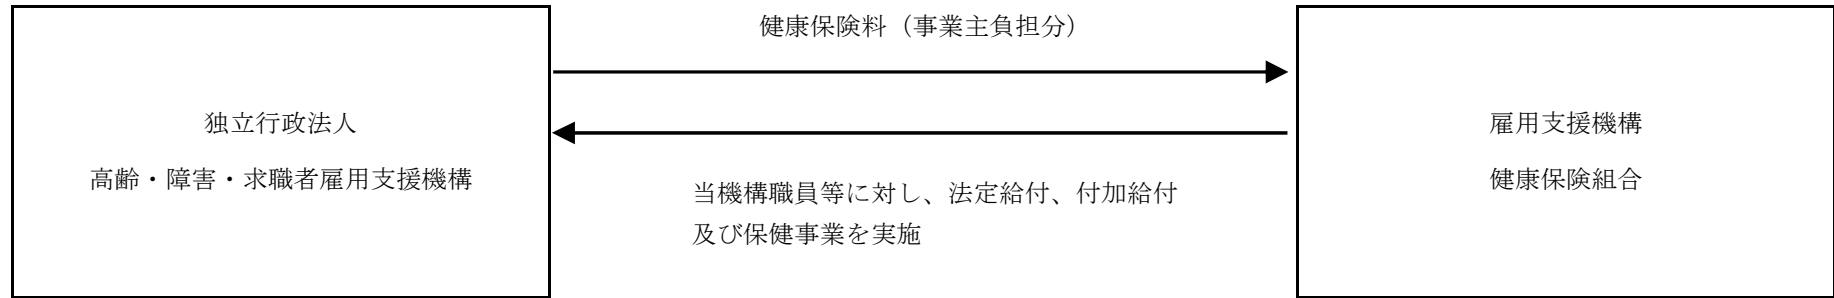 健康保険料（事業主負担分）
独立行政法人
高齢・障害・求職者雇用支援機構
当機構職員等に対し、法定給付、付加給付
及び保健事業を実施
雇用支援機構
健康保険組合